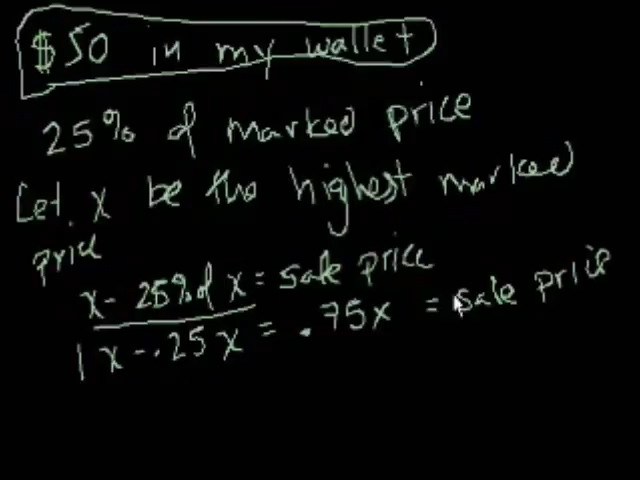 $50 in my wallet
25% of marked price
Let x be the highest marked
price
x - 25% of x = sale price
1x - .25x = .75x = sale price